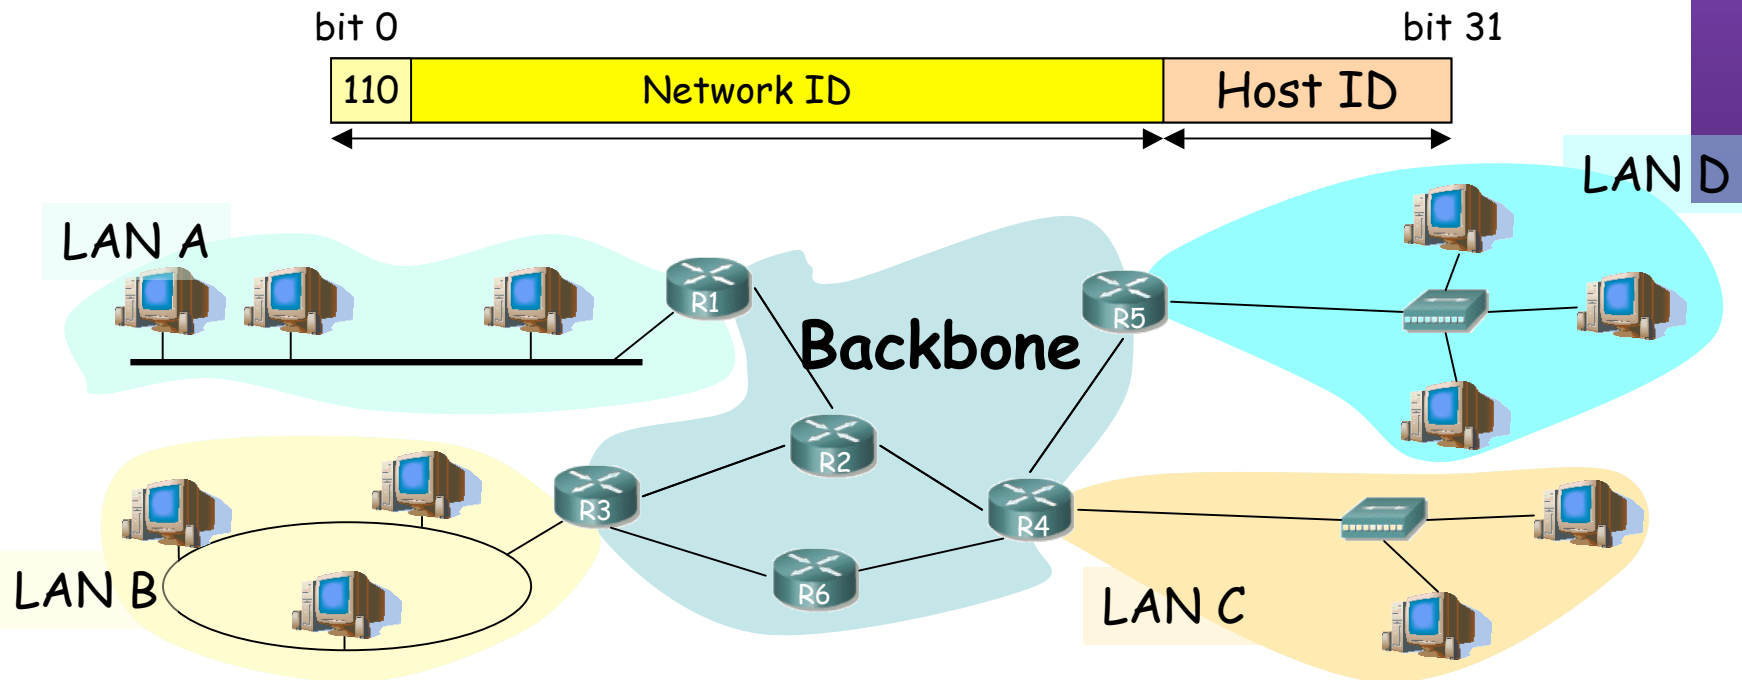 bit 0
bit 31
110
Network ID
Host ID
LAN D
LAN A
R1
R5
Backbone
R2
R3
R4
LAN B
R6
LAN C